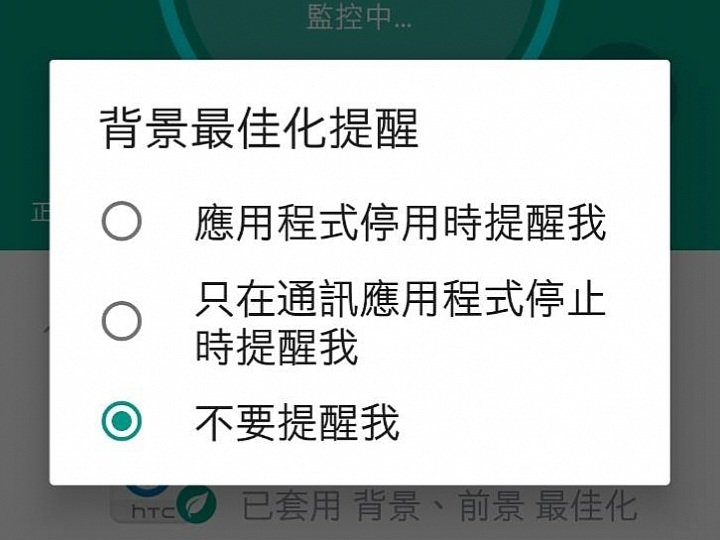 監控中...
背景最佳化提醒
正
應用程式停用時提醒我
只在通訊應用程式停止
時提醒我
不要提醒我
hTC
已套用 背景、前景 最佳化